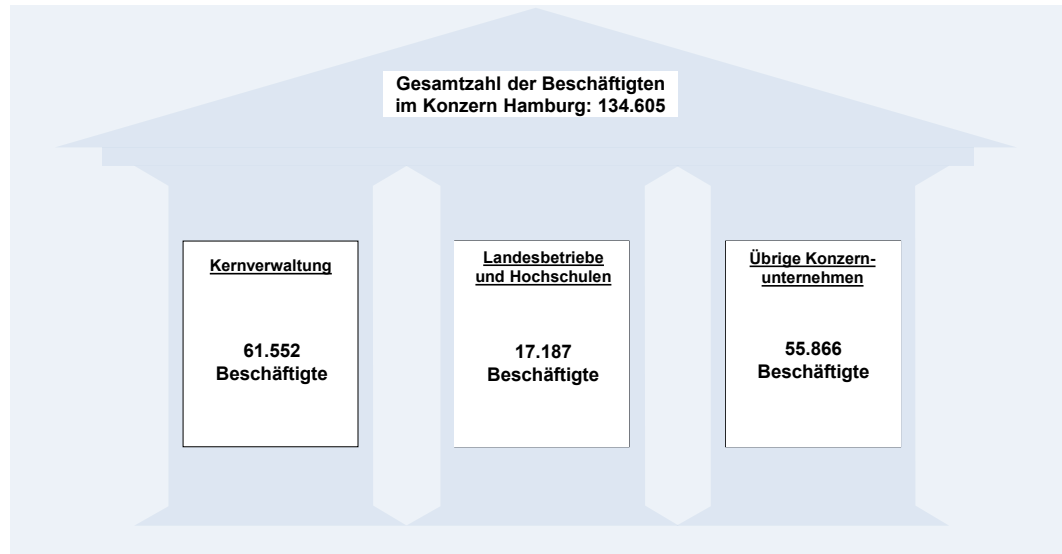 Gesamtzahl der Beschäftigten
im Konzern Hamburg: 134.605
Kernverwaltung
61.552
Beschäftigte
Landesbetriebe
und Hochschulen
17.187
Beschäftigte
Übrige Konzern-
unternehmen
55.866
Beschäftigte